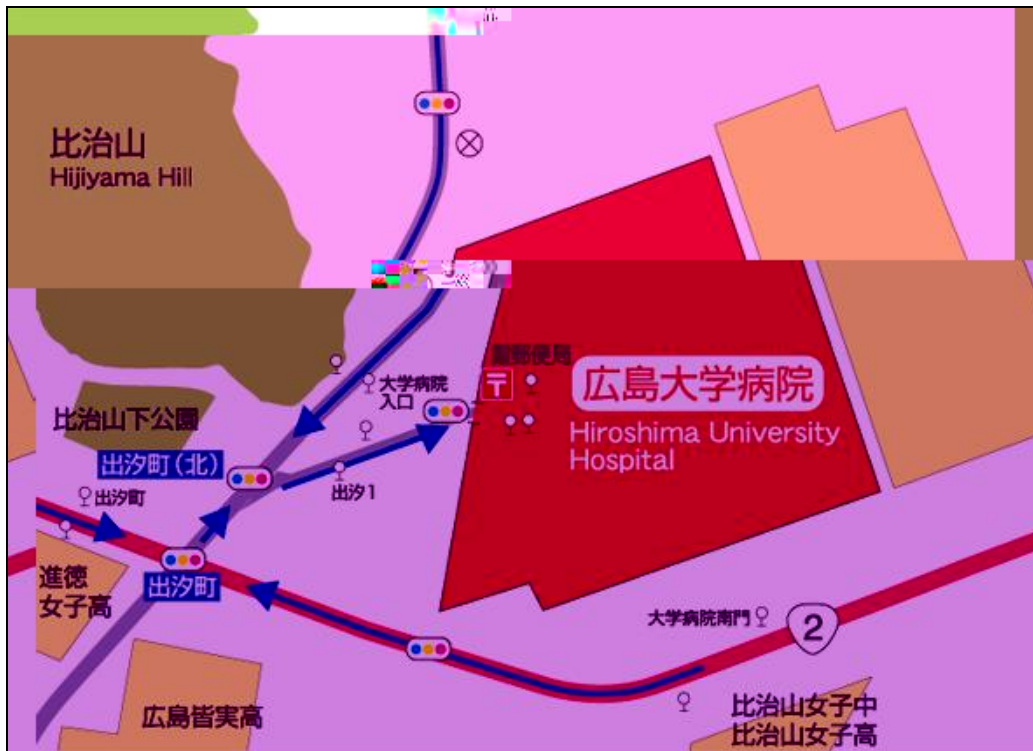 比治山
Hijiyama Hill
大学病院
入口
広島大学病院
Hiroshima University
Hospital
比治山下公園
出汐町(北)
出汐1
出汐町
出汐町
進徳
女子高
大学病院南門
2
広島皆実高
比治山女子中
比治山女子高